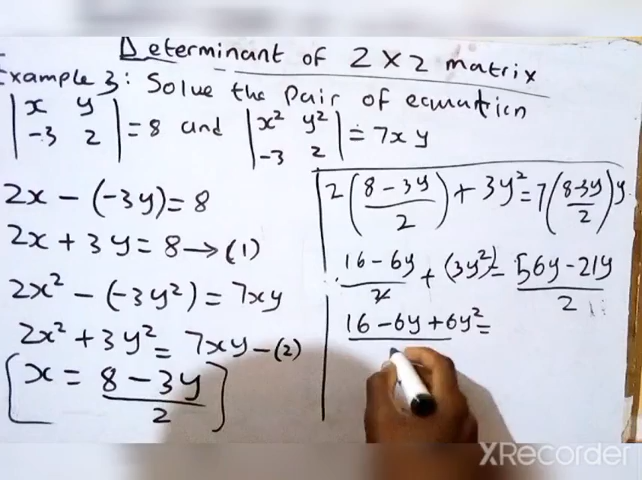 Determinant of 2 x 2 matrix
Example 3: Solve the Pair of equation
| x y |
| -3 2 | = 8 and | x² y² |
| -3 2 | = 7xy
2x - (-3y) = 8
2x + 3y = 8 → (1)
2x² - (-3y²) = 7xy
2x² + 3y² = 7xy - (2)
[x = (8 - 3y)/2]
2((8 - 3y)/2) + 3y² = 7((8-3y)/2)y
(16 - 6y)/2 + (3y²) = (56y - 21y)/2
16 - 6y + 6y² =
XRecorder